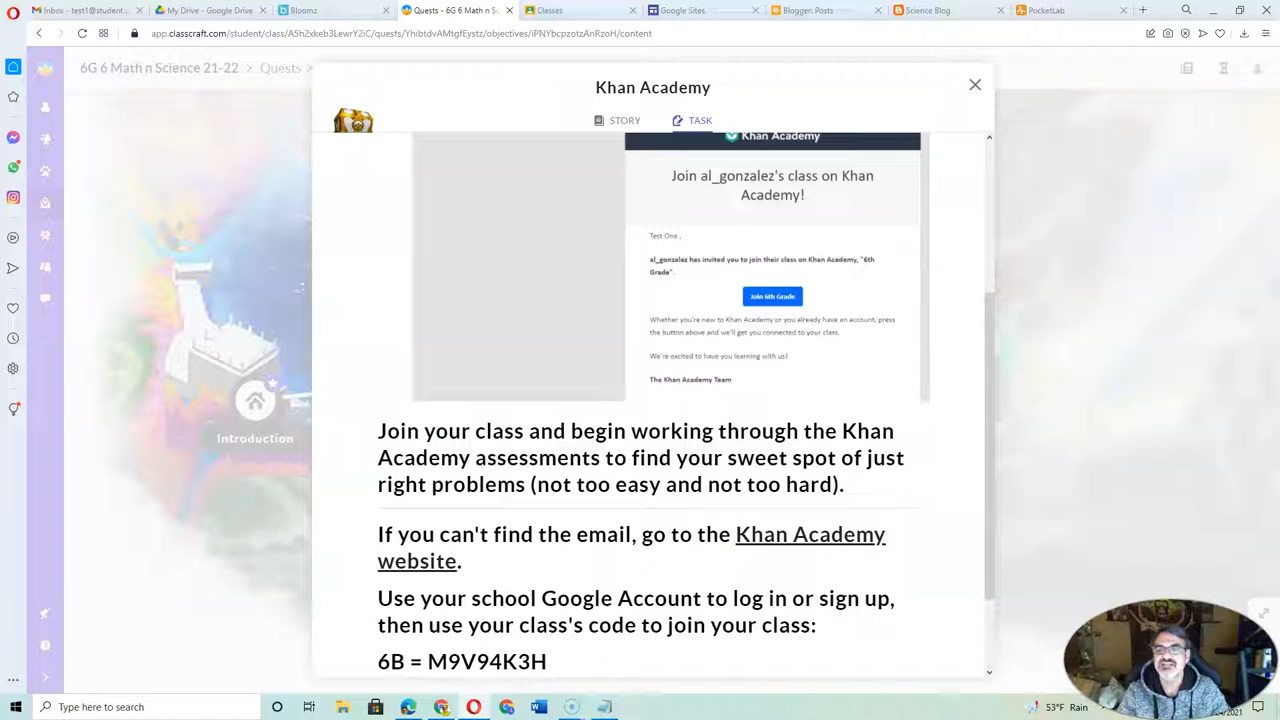 Inbox - test1@student.
My Drive - Google Drive
Bloomz
Quests - 6G 6 Math n S
Classes
Google Sites
Bloggen Posts
Science Blog
PocketLab
88
app.classcraft.com/student/class/
/content
6G 6 Math n Science 21-22 > Quests >
Khan Academy
STORY
TASK
Khan Academy
Join al_gonzalez's class on Khan
Academy!
Test One ,
al_gonzalez has invited you to join their class on Khan Academy, "6th
Grade".
Join 6th Grade
Whether you're new to Khan Academy or you already have an account, press
the button above and we'll get you connected to your class.
We're excited to have you learning with us!
The Khan Academy Team
Introduction
Join your class and begin working through the Khan
Academy assessments to find your sweet spot of just
right problems (not too easy and not too hard).
If you can't find the email, go to the Khan Academy
website.
Use your school Google Account to log in or sign up,
then use your class's code to join your class:
6B = M9V94K3H
Type here to search
53°F Rain